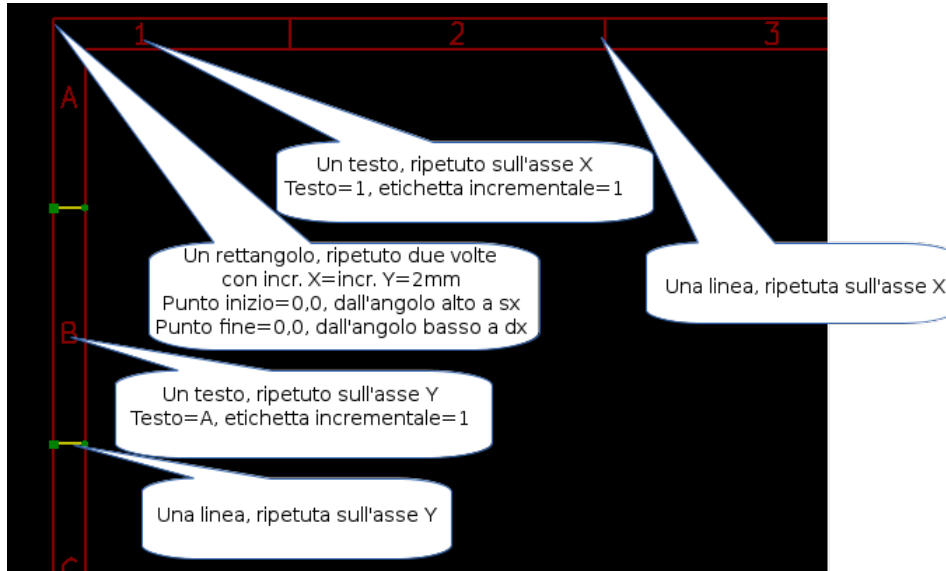 1 2 3
A
Un testo, ripetuto sull'asse X
Testo=1, etichetta incrementale=1
Un rettangolo, ripetuto due volte
con incr. X=incr. Y=2mm
Punto inizio=0,0, dall'angolo alto a sx
Punto fine=0,0, dall'angolo basso a dx
Una linea, ripetuta sull'asse X
B
Un testo, ripetuto sull'asse Y
Testo=A, etichetta incrementale=1
Una linea, ripetuta sull'asse Y
C